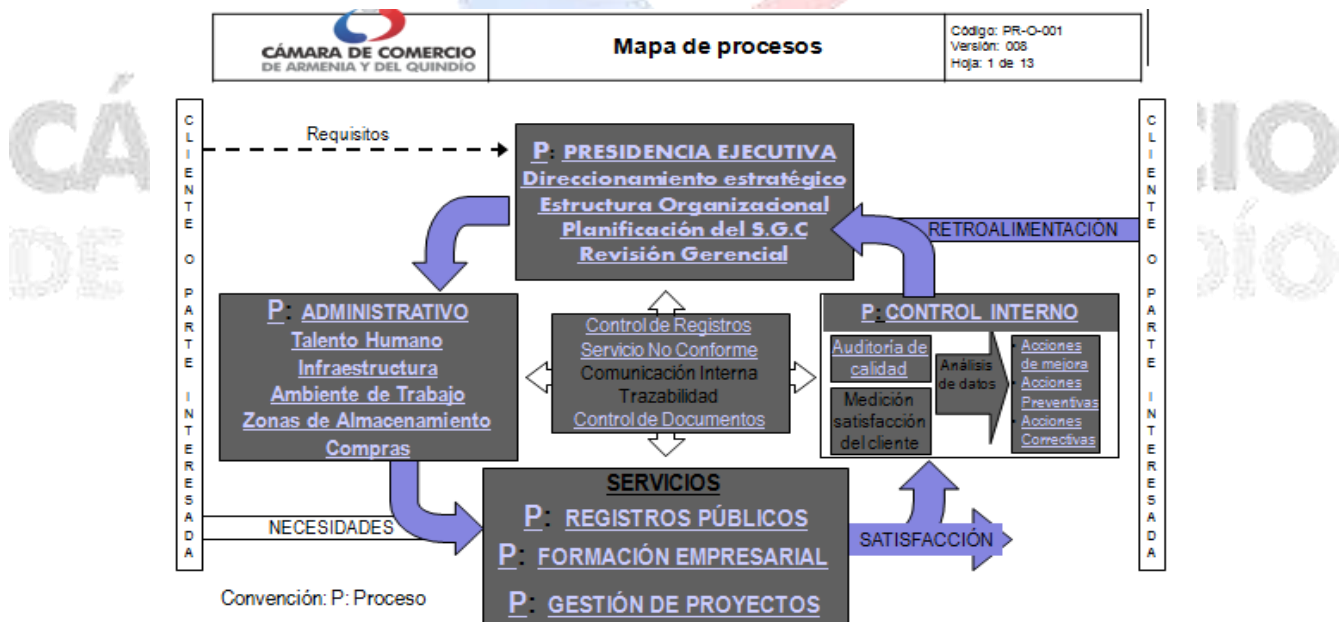 CÁMARA DE COMERCIO
DE ARMENIA Y DEL QUINDÍO
Mapa de procesos
Código: PR-O-001
Versión: 008
Hoja: 1 de 13
CÁ
DE
CIO
DÍO
CLIENTE O PARTE INTERESADA
Requisitos
P: PRESIDENCIA EJECUTIVA
Direccionamiento estratégico
Estructura Organizacional
Planificación del S.G.C
Revisión Gerencial
RETROALIMENTACIÓN
CLIENTE O PARTE INTERESADA
P: ADMINISTRATIVO
Talento Humano
Infraestructura
Ambiente de Trabajo
Zonas de Almacenamiento
Compras
Control de Registros
Servicio No Conforme
Comunicación Interna
Trazabilidad
Control de Documentos
P: CONTROL INTERNO
Auditoría de
calidad
Medición
satisfacción
del cliente
Análisis
de datos
• Acciones
de mejora
• Acciones
Preventivas
• Acciones
Correctivas
NECESIDADES
SERVICIOS
P: REGISTROS PÚBLICOS
P: FORMACIÓN EMPRESARIAL
P: GESTIÓN DE PROYECTOS
SATISFACCIÓN
Convención: P: Proceso